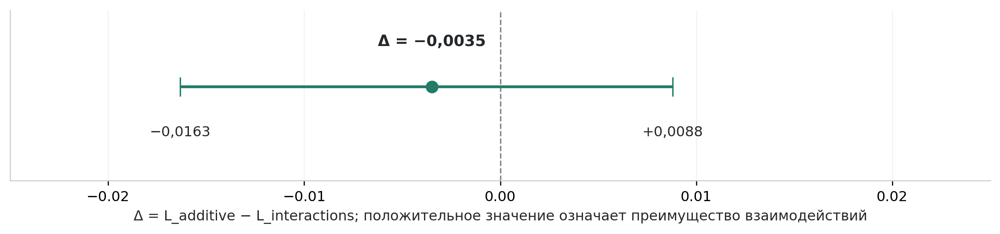 Δ = −0,0035
−0,0163 +0,0088
−0.02 −0.01 0.00 0.01 0.02
Δ = L_additive − L_interactions; положительное значение означает преимущество взаимодействий